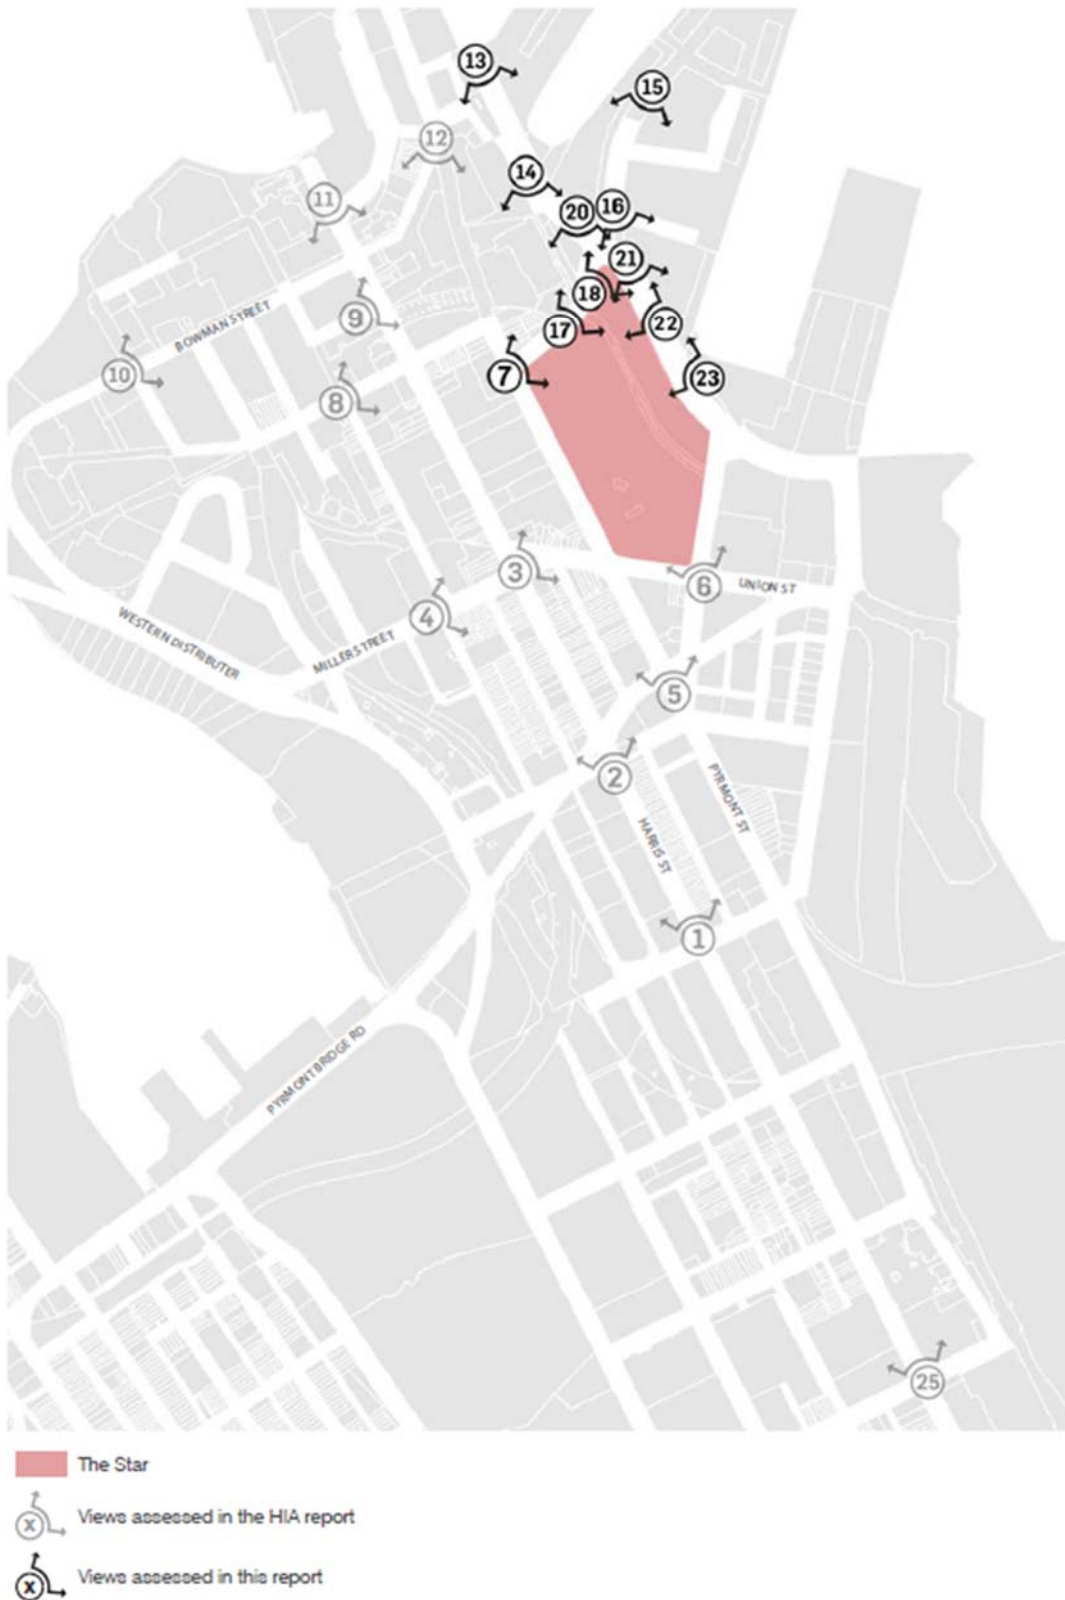 13
15
12
14
11
20
16
21
18
9
17
22
BOWMAN STREET
10
7
23
8
3
6
UNION ST
4
WESTERN DISTRIBUTER
MILLER STREET
5
2
PYRMONT ST
HARRIS ST
1
PYRMONT BRIDGE RD
25
The Star
X
Views assessed in the HIA report
X
Views assessed in this report